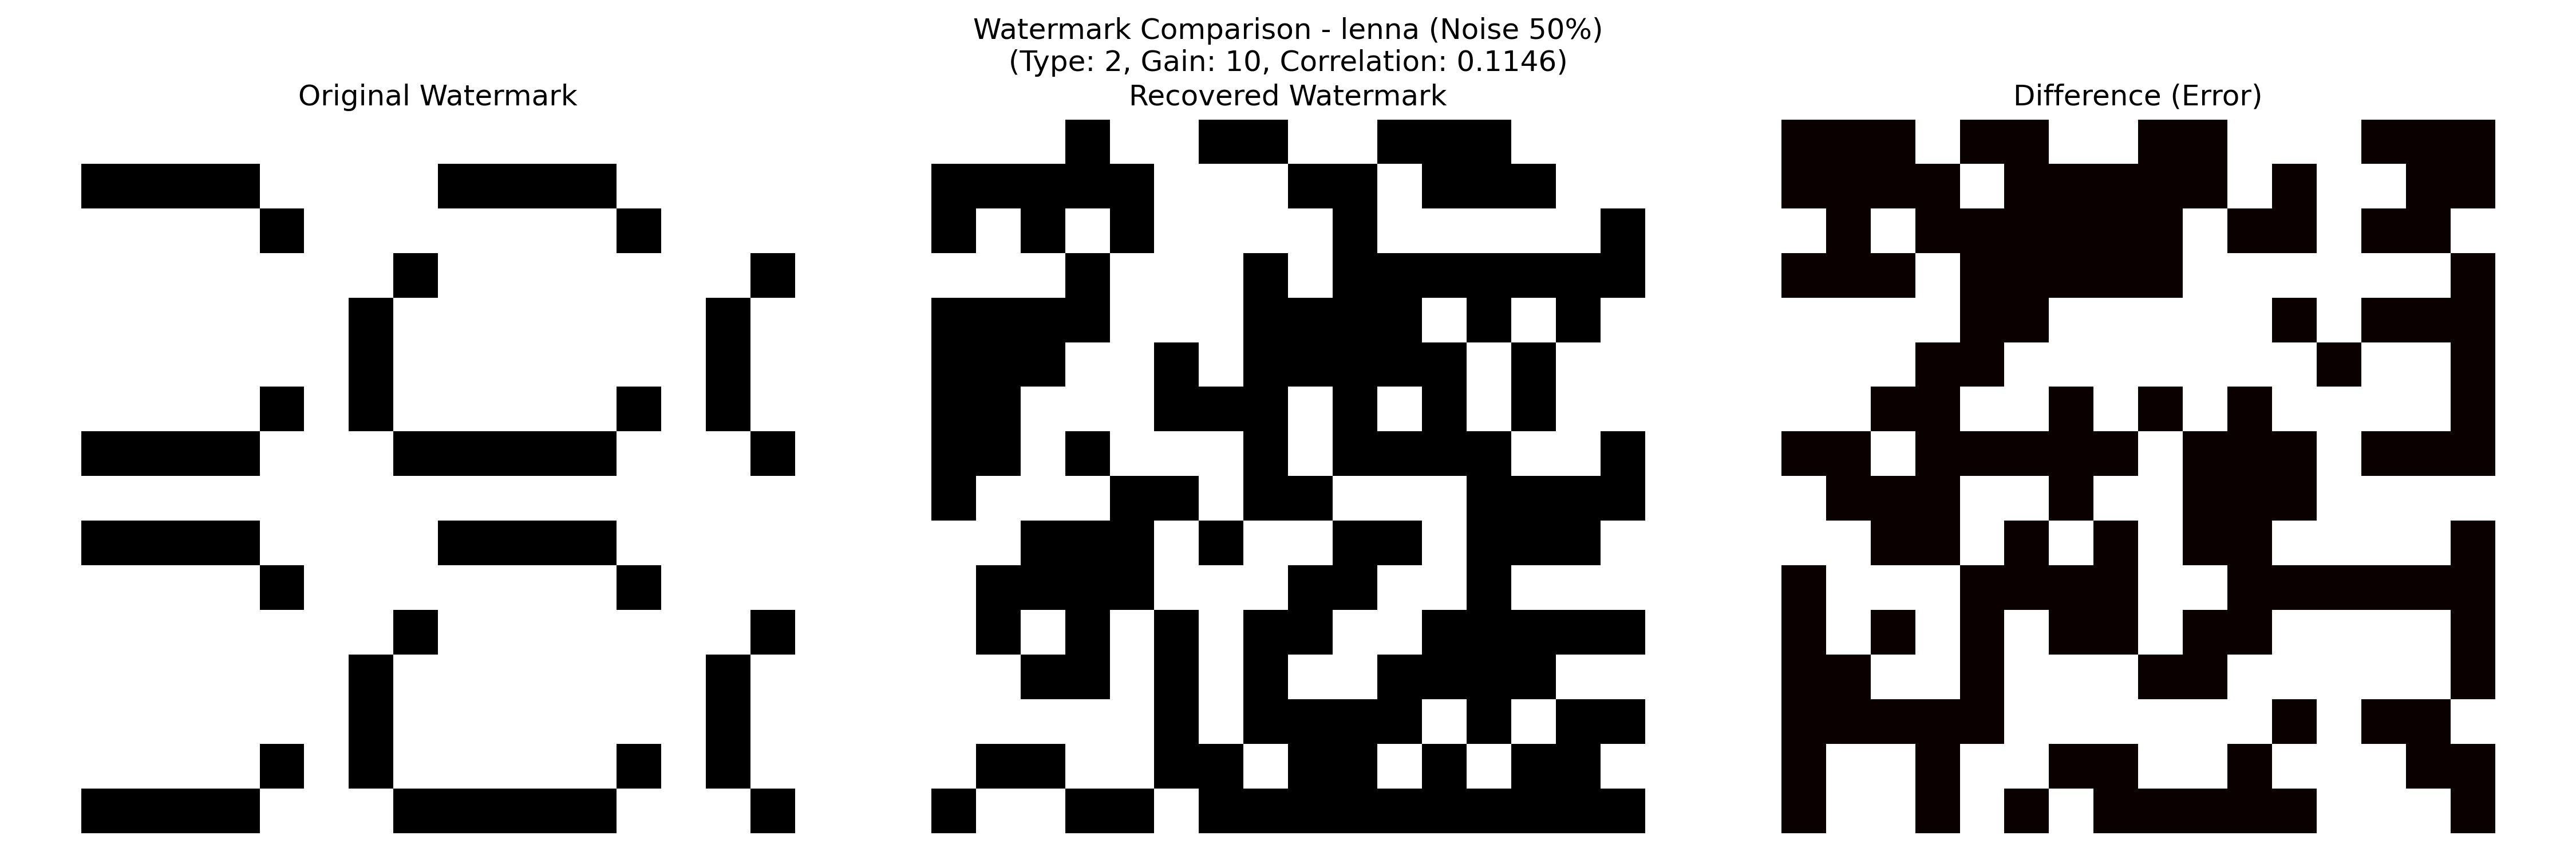 Watermark Comparison - lenna (Noise 50%)
(Type: 2, Gain: 10, Correlation: 0.1146)
Original Watermark
Recovered Watermark
Difference (Error)